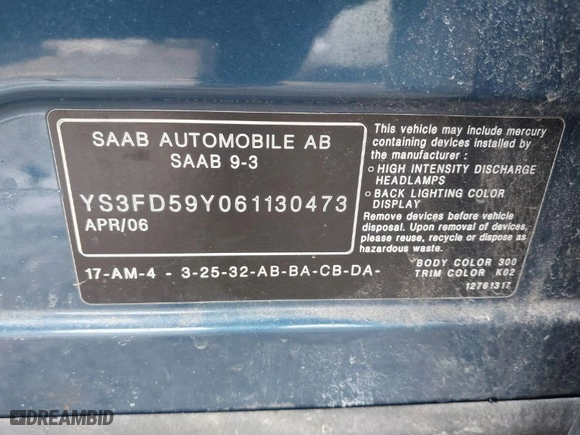 SAAB AUTOMOBILE AB
SAAB 9-3
YS3FD59Y061130473
APR/06
17-AM-4 - 3-25-32-AB-BA-CB-DA-
This vehicle may include mercury
containing devices installed by
the manufacturer :
○ HIGH INTENSITY DISCHARGE
HEADLAMPS
○ BACK LIGHTING COLOR
DISPLAY
Remove devices before vehicle
disposal. Upon removal of devices,
please reuse, recycle or dispose as
hazardous waste.
BODY COLOR 300
TRIM COLOR K02
12761317
DREAMBID